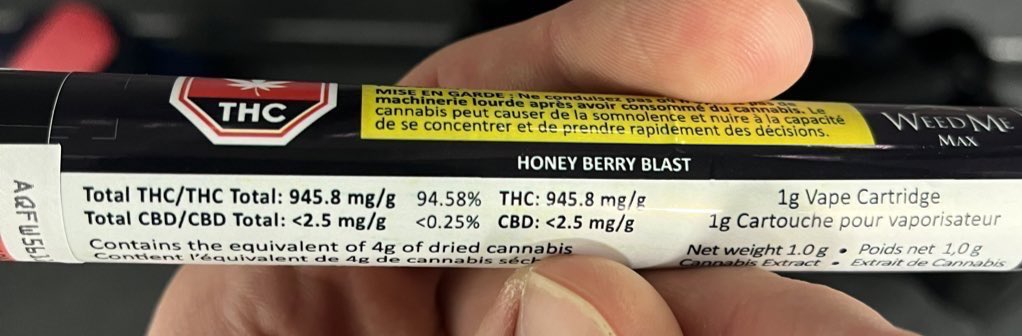 THC
MISE EN GARDE : Ne conduisez pas ou
machinerie lourde après avoir consommé du cannabis. Le
cannabis peut causer de la somnolence et nuire à la capacité
de se concentrer et de prendre rapidement des décisions.
WEEDME
MAX
HONEY BERRY BLAST
Total THC/THC Total: 945.8 mg/g 94.58% THC: 945.8 mg/g
Total CBD/CBD Total: <2.5 mg/g <0.25% CBD: <2.5 mg/g
Contains the equivalent of 4g of dried cannabis
Contient l'équivalent de 4g de cannabis séch
1g Vape Cartridge
1g Cartouche pour vaporisateur
Net weight 1.0 g • Poids net 1,0 g
Cannabis Extract • Extrait de Cannabis